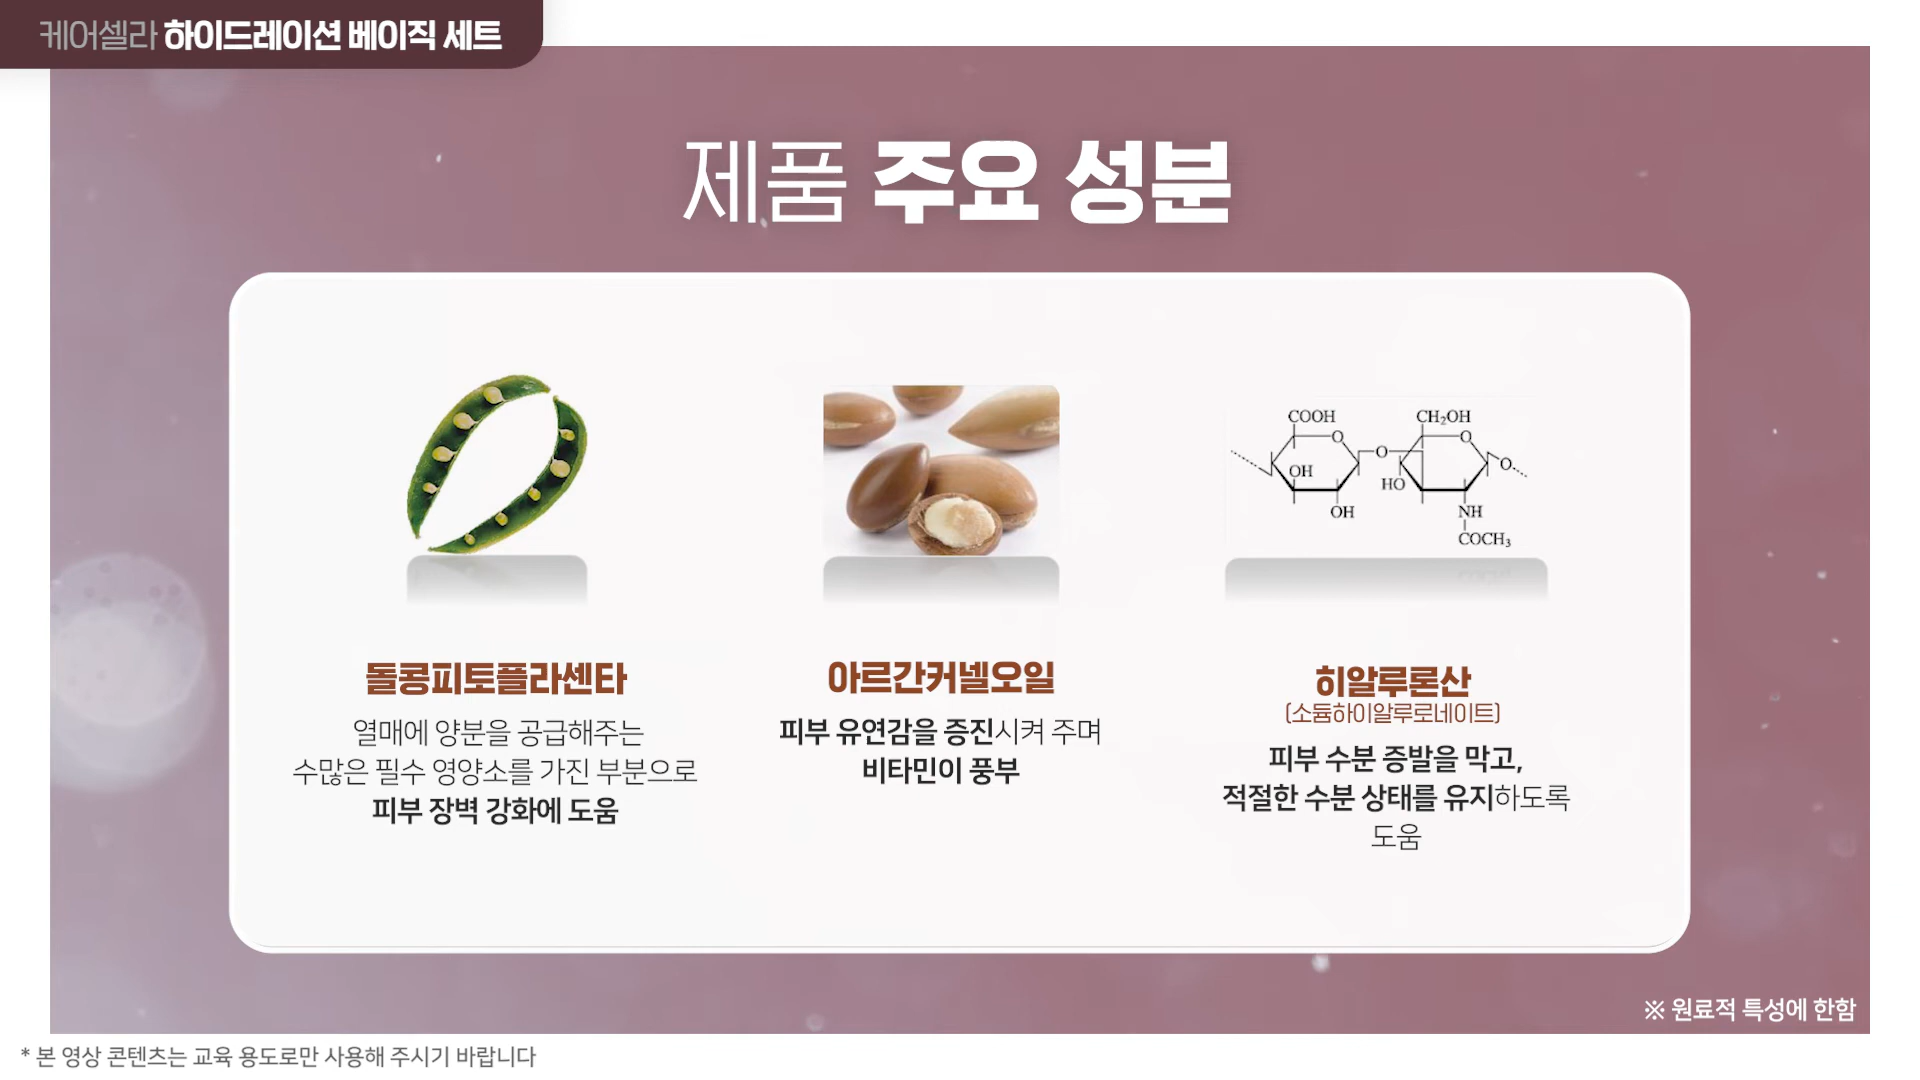 케어셀라 하이드레이션 베이직 세트
제품 주요 성분
COOH
O
OH
OH
O
CH₂OH
O
HO
NH
COCH₃
O
돌콩피토플라센타
열매에 양분을 공급해주는
수많은 필수 영양소를 가진 부분으로
피부 장벽 강화에 도움
아르간커넬오일
피부 유연감을 증진시켜 주며
비타민이 풍부
히알루론산
(소듐하이알루로네이트)
피부 수분 증발을 막고,
적절한 수분 상태를 유지하도록
도움
※ 원료적 특성에 한함
* 본 영상 콘텐츠는 교육 용도로만 사용해 주시기 바랍니다